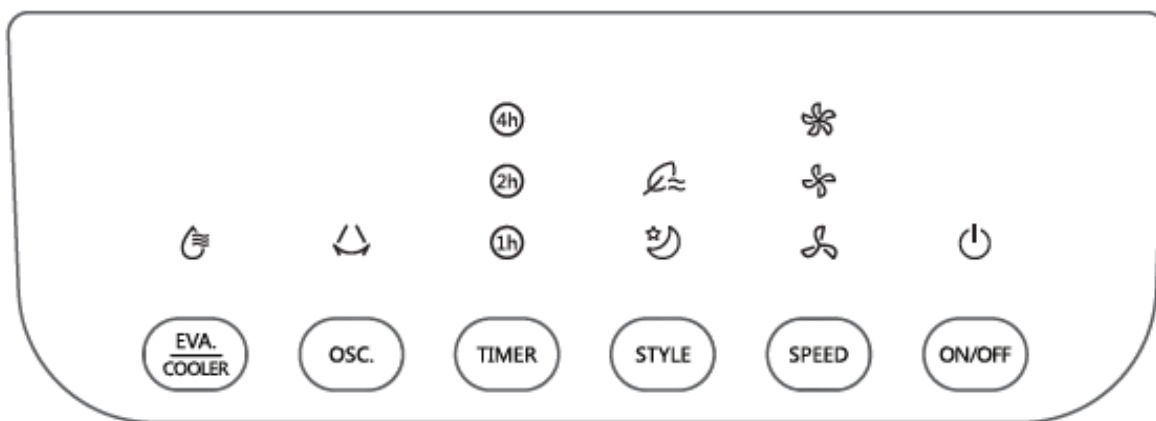 4h
2h
1h
EVA.
COOLER
OSC.
TIMER
STYLE
SPEED
ON/OFF